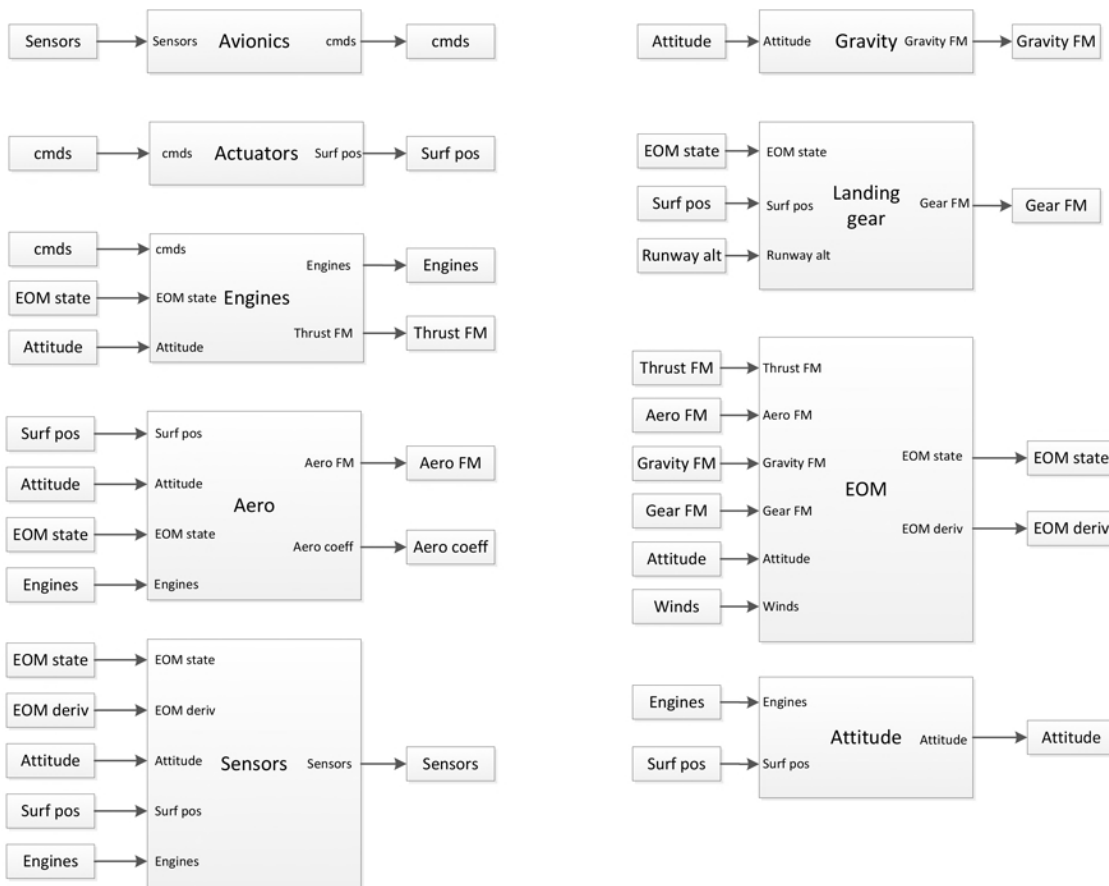 Sensors
Sensors
Avionics
cmds
cmds
cmds
cmds
Actuators
Surf pos
Surf pos
cmds
cmds
EOM state
EOM state
Attitude
Attitude
Engines
Engines
Engines
Thrust FM
Thrust FM
Surf pos
Surf pos
Attitude
Attitude
EOM state
EOM state
Engines
Engines
Aero
Aero FM
Aero FM
Aero coeff
Aero coeff
EOM state
EOM state
EOM deriv
EOM deriv
Attitude
Attitude
Surf pos
Surf pos
Engines
Engines
Sensors
Sensors
Sensors
Attitude
Attitude
Gravity
Gravity FM
Gravity FM
EOM state
EOM state
Surf pos
Surf pos
Runway alt
Runway alt
Landing
gear
Gear FM
Gear FM
Thrust FM
Thrust FM
Aero FM
Aero FM
Gravity FM
Gravity FM
Gear FM
Gear FM
Attitude
Attitude
Winds
Winds
EOM
EOM state
EOM state
EOM deriv
EOM deriv
Engines
Engines
Surf pos
Surf pos
Attitude
Attitude
Attitude